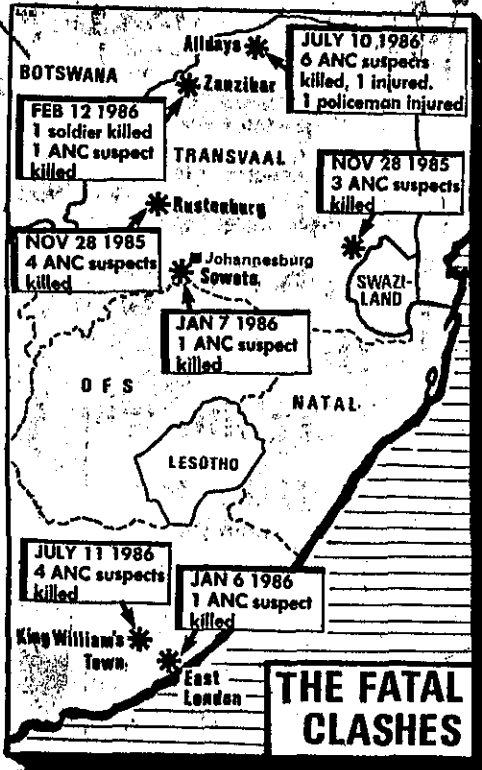 Alldays
JULY 10,1986
6 ANC suspects
killed, 1 injured.
1 policeman injured
BOTSWANA
Zanzibar
FEB 12 1986
1 soldier killed
1 ANC suspect
killed
TRANSVAAL
NOV 28 1985
3 ANC suspects
killed
Rustenburg
NOV 28 1985
4 ANC suspects
killed
Johannesburg
Soweto
SWAZI-
LAND
JAN 7 1986
1 ANC suspect
killed
OFS
NATAL
LESOTHO
JULY 11 1986
4 ANC suspects
killed
JAN 6 1986
1 ANC suspect
killed
King William's
Town
East
London
THE FATAL
CLASHES